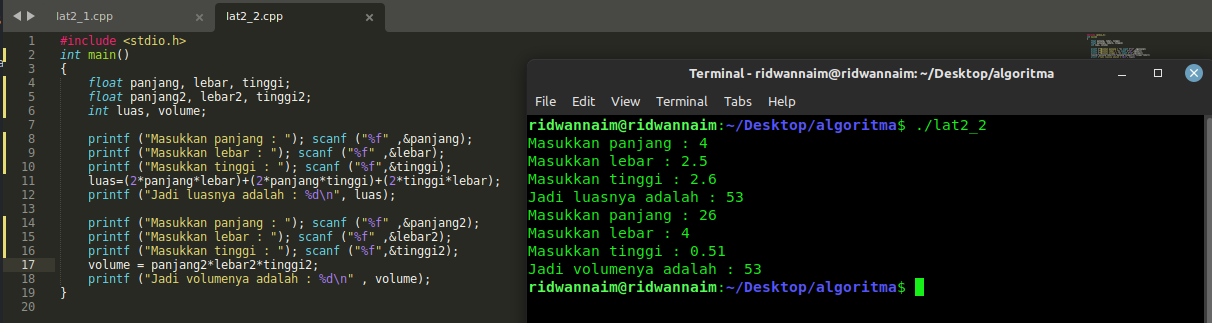 lat2_1.cpp × lat2_2.cpp ×
1 #include <stdio.h>
2 int main()
3 {
4 float panjang, lebar, tinggi;
5 float panjang2, lebar2, tinggi2;
6 int luas, volume;
7
8 printf ("Masukkan panjang : "); scanf ("%f" ,&panjang);
9 printf ("Masukkan lebar : "); scanf ("%f" ,&lebar);
10 printf ("Masukkan tinggi : "); scanf ("%f",&tinggi);
11 luas=(2*panjang*lebar)+(2*panjang*tinggi)+(2*tinggi*lebar);
12 printf ("Jadi luasnya adalah : %d\n", luas);
13
14 printf ("Masukkan panjang : "); scanf ("%f" ,&panjang2);
15 printf ("Masukkan lebar : "); scanf ("%f" ,&lebar2);
16 printf ("Masukkan tinggi : "); scanf ("%f",&tinggi2);
17 volume = panjang2*lebar2*tinggi2;
18 printf ("Jadi volumenya adalah : %d\n" , volume);
19 }
20
Terminal - ridwannaim@ridwannaim: ~/Desktop/algoritma
File Edit View Terminal Tabs Help
ridwannaim@ridwannaim:~/Desktop/algoritma$ ./lat2_2
Masukkan panjang : 4
Masukkan lebar : 2.5
Masukkan tinggi : 2.6
Jadi luasnya adalah : 53
Masukkan panjang : 26
Masukkan lebar : 4
Masukkan tinggi : 0.51
Jadi volumenya adalah : 53
ridwannaim@ridwannaim:~/Desktop/algoritma$